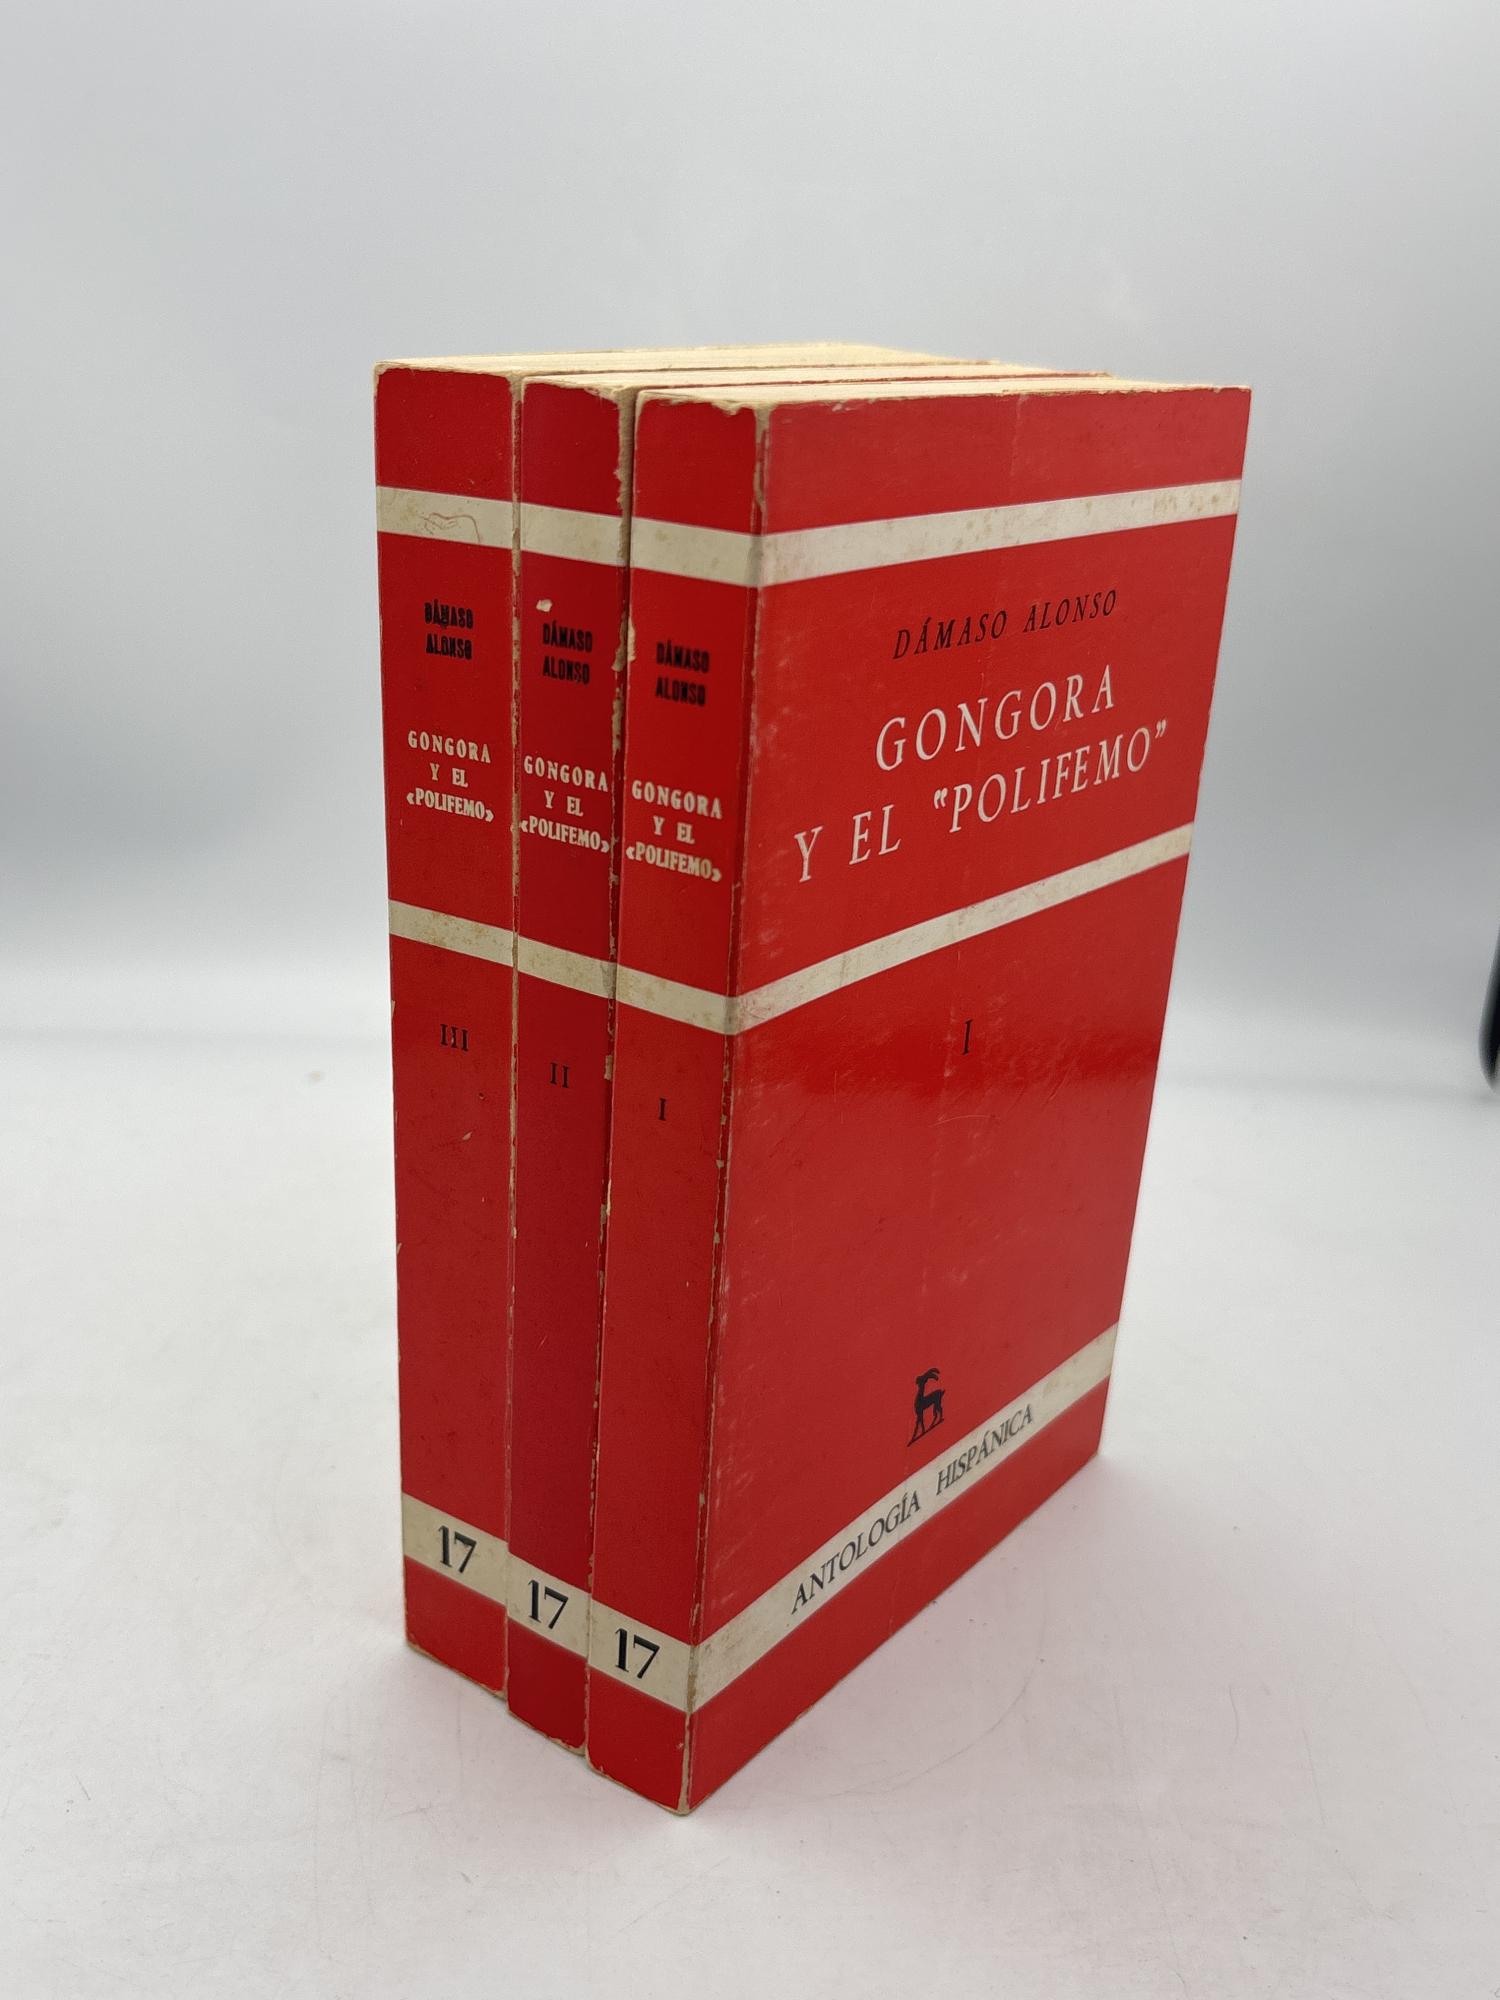 DÁMASO
ALONSO
GONGORA
Y EL
«POLIFEMO»
III
17
DÁMASO
ALONSO
GONGORA
Y EL
«POLIFEMO»
II
17
DÁMASO
ALONSO
GONGORA
Y EL
«POLIFEMO»
I
17
DÁMASO ALONSO
GONGORA
Y EL "POLIFEMO"
I
ANTOLOGÍA HISPÁNICA